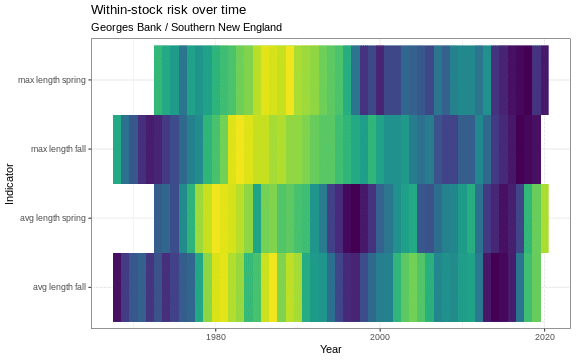 Within-stock risk over time
Georges Bank / Southern New England
max length spring
max length fall
avg length spring
avg length fall
Indicator
1980
2000
2020
Year